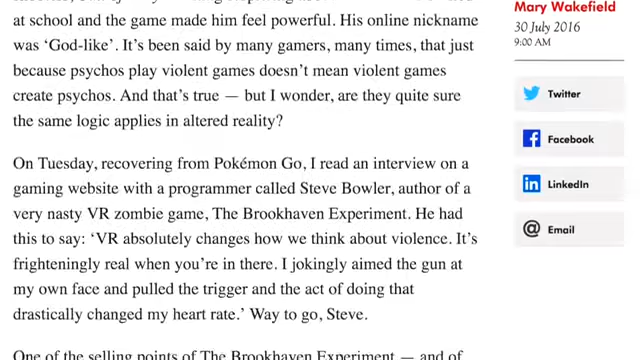 at school and the game made him feel powerful. His online nickname
was ‘God-like’. It’s been said by many gamers, many times, that just
because psychos play violent games doesn’t mean violent games
create psychos. And that’s true — but I wonder, are they quite sure
the same logic applies in altered reality?
On Tuesday, recovering from Pokémon Go, I read an interview on a
gaming website with a programmer called Steve Bowler, author of a
very nasty VR zombie game, The Brookhaven Experiment. He had
this to say: ‘VR absolutely changes how we think about violence. It’s
frighteningly real when you’re in there. I jokingly aimed the gun at
my own face and pulled the trigger and the act of doing that
drastically changed my heart rate.’ Way to go, Steve.
One of the selling points of The Brookhaven Experiment — and of
Mary Wakefield
30 July 2016
9:00 AM
Twitter
Facebook
LinkedIn
Email